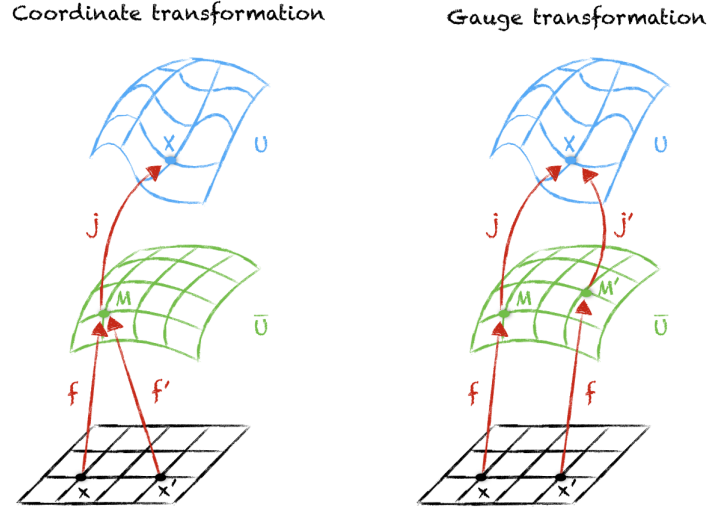 Coordinate transformation
Gauge transformation
X
U
j
M
Ū
f
f'
x
x'
X
U
j
j'
M
M'
Ū
f
f
x
x'